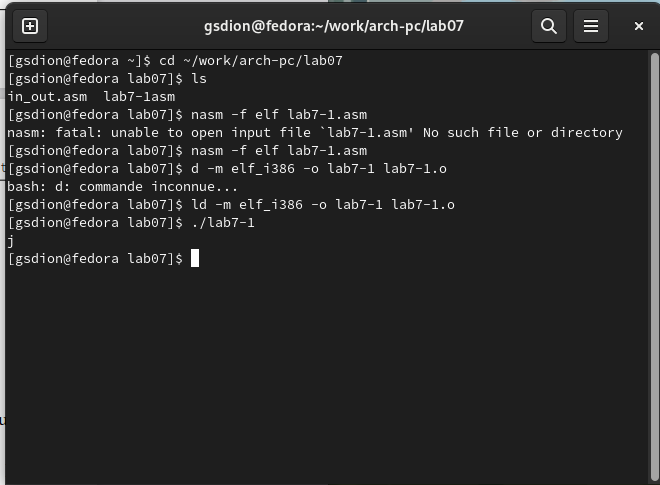 gsdion@fedora:~/work/arch-pc/lab07
[gsdion@fedora ~]$ cd ~/work/arch-pc/lab07
[gsdion@fedora lab07]$ ls
in_out.asm  lab7-1asm
[gsdion@fedora lab07]$ nasm -f elf lab7-1.asm
nasm: fatal: unable to open input file `lab7-1.asm' No such file or directory
[gsdion@fedora lab07]$ nasm -f elf lab7-1.asm
[gsdion@fedora lab07]$ d -m elf_i386 -o lab7-1 lab7-1.o
bash: d: commande inconnue...
[gsdion@fedora lab07]$ ld -m elf_i386 -o lab7-1 lab7-1.o
[gsdion@fedora lab07]$ ./lab7-1
j
[gsdion@fedora lab07]$